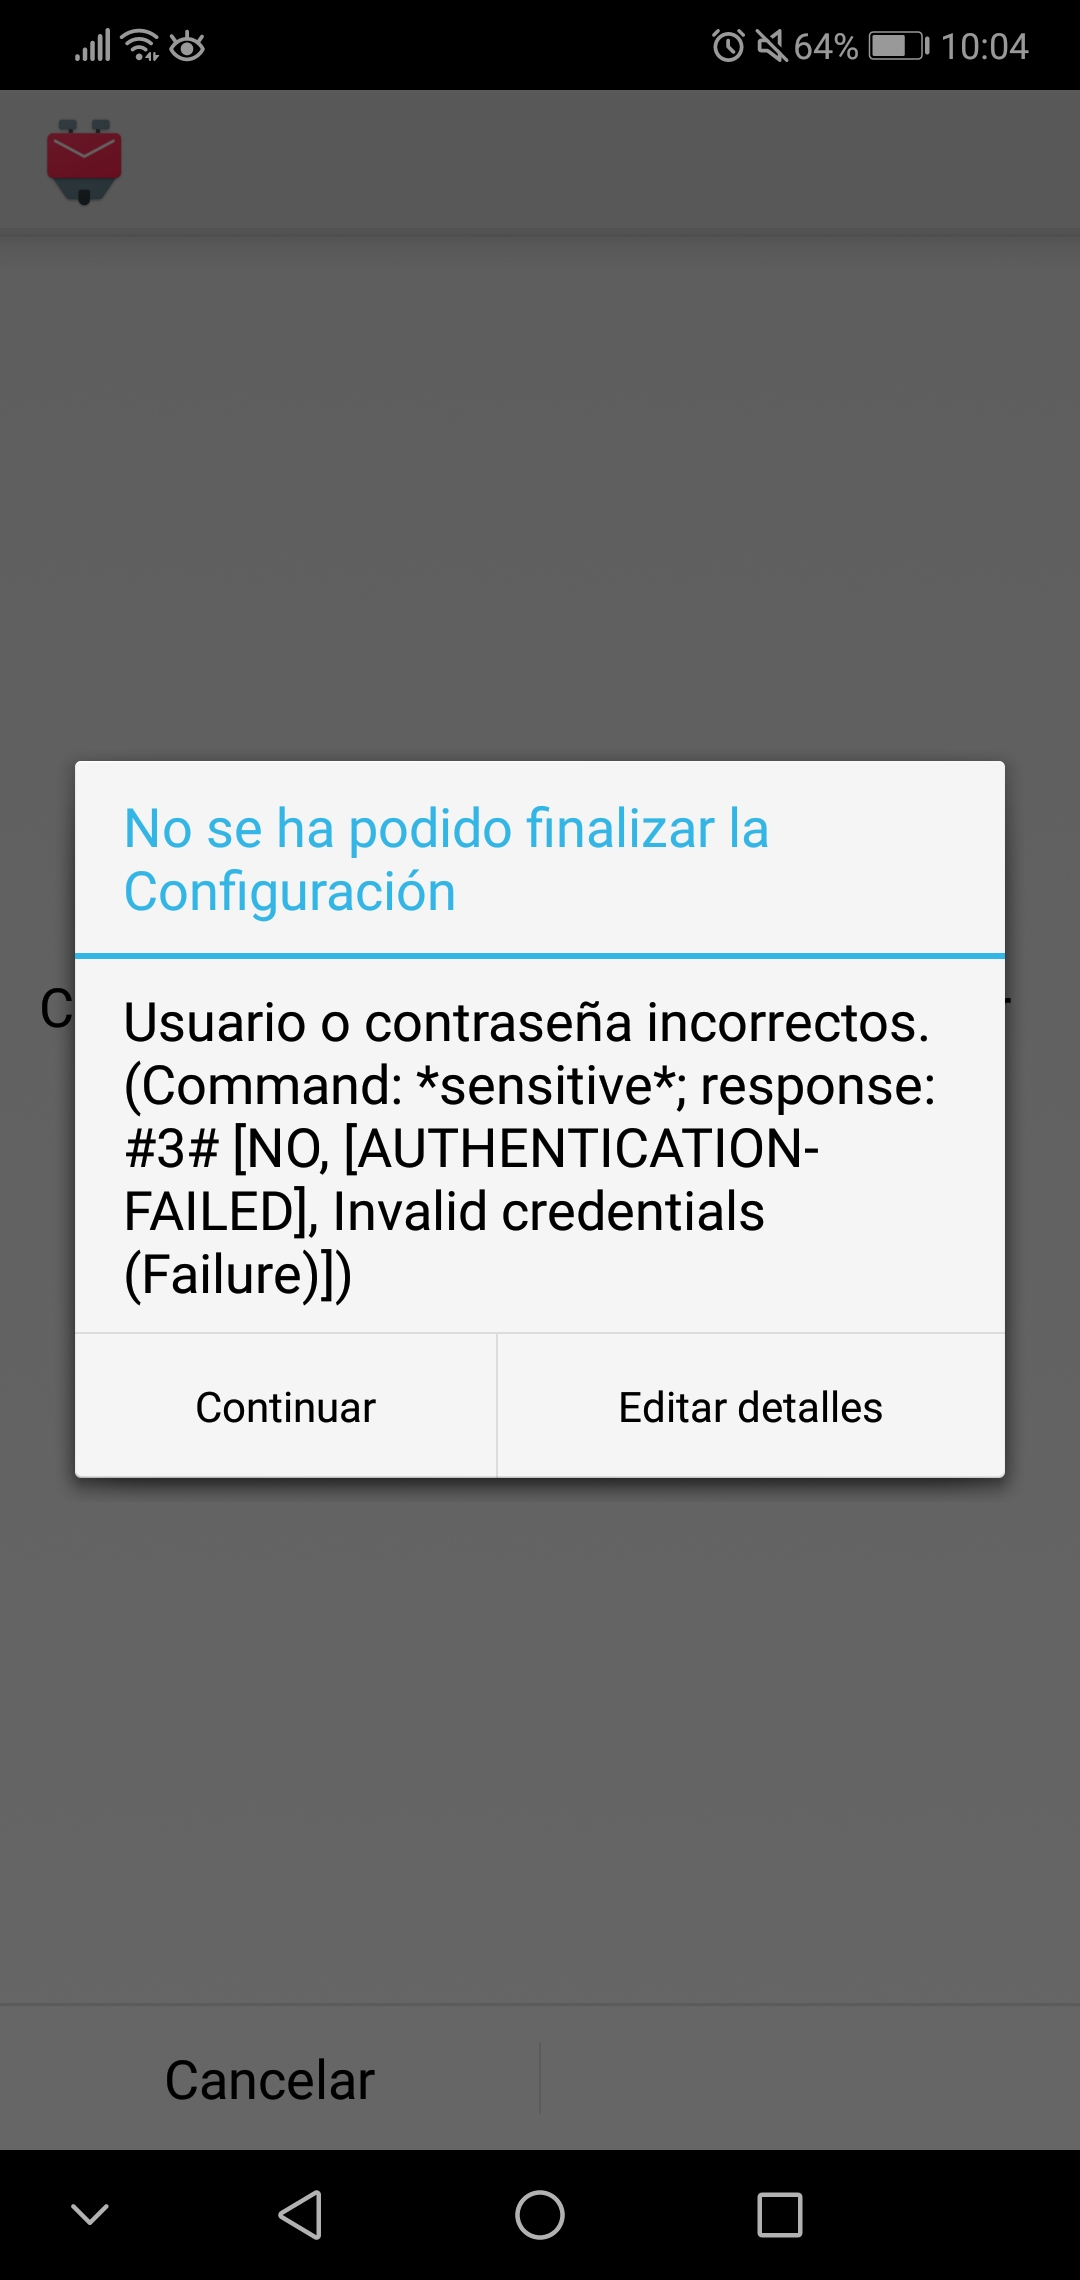 64% 10:04
No se ha podido finalizar la
Configuración
C
Usuario o contraseña incorrectos.
(Command: *sensitive*; response:
#3# [NO, [AUTHENTICATION-
FAILED], Invalid credentials
(Failure)])
Continuar Editar detalles
Cancelar